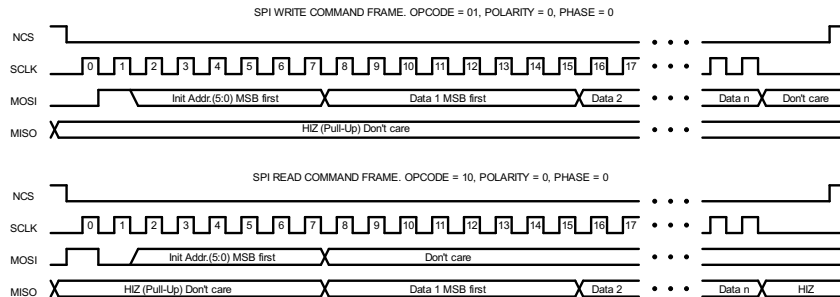 SPI WRITE COMMAND FRAME. OPCODE = 01, POLARITY = 0, PHASE = 0
NCS
SCLK 0 1 2 3 4 5 6 7 8 9 10 11 12 13 14 15 16 17
MOSI Init Addr.(5:0) MSB first Data 1 MSB first Data 2 Data n Don't care
MISO HIZ (Pull-Up) Don't care
SPI READ COMMAND FRAME. OPCODE = 10, POLARITY = 0, PHASE = 0
NCS
SCLK 0 1 2 3 4 5 6 7 8 9 10 11 12 13 14 15 16 17
MOSI Init Addr.(5:0) MSB first Don't care
MISO HIZ (Pull-Up) Don't care Data 1 MSB first Data 2 Data n HIZ